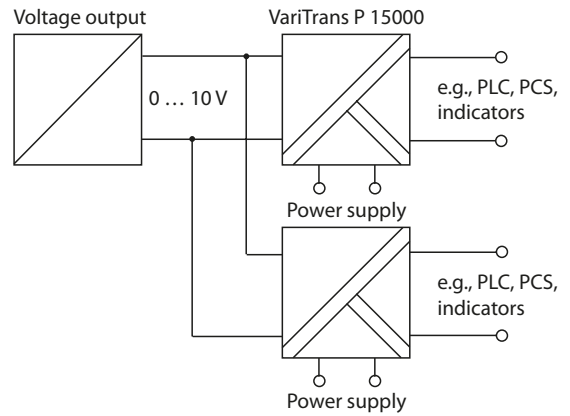 Voltage output
VariTrans P 15000
0 … 10 V
e.g., PLC, PCS,
indicators
Power supply
e.g., PLC, PCS,
indicators
Power supply